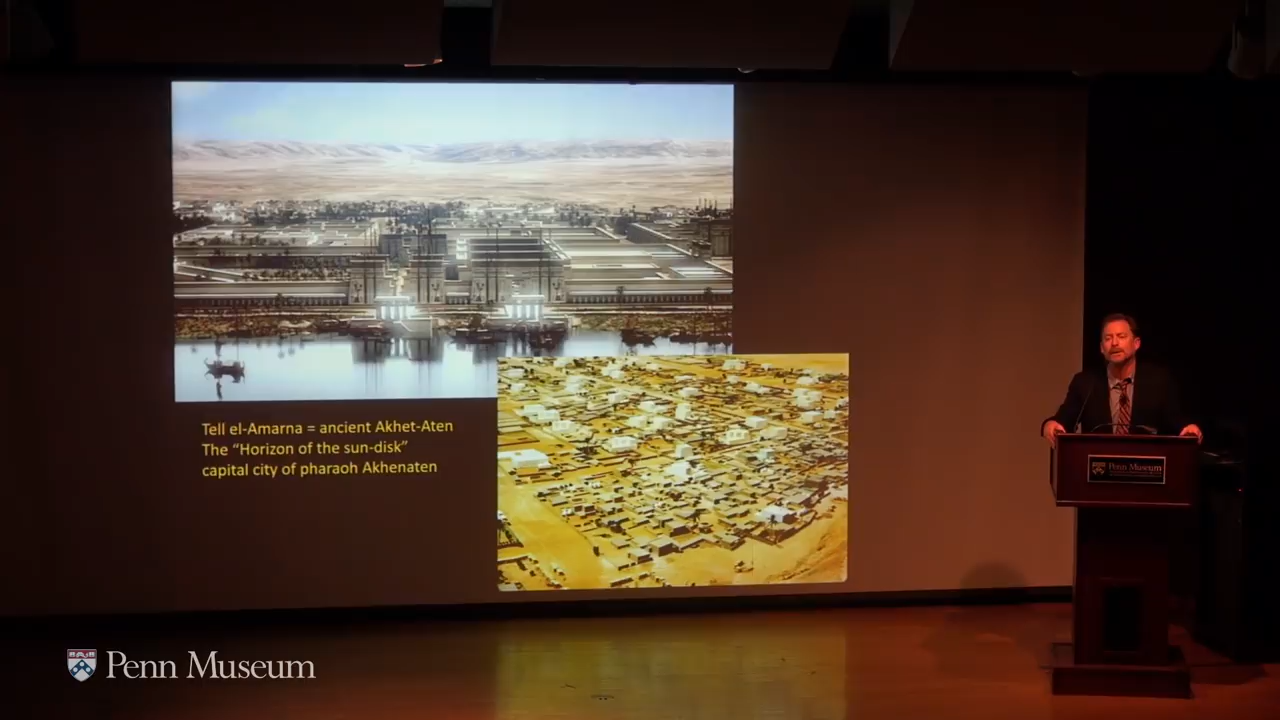 Tell el-Amarna = ancient Akhet-Aten
The “Horizon of the sun-disk”
capital city of pharaoh Akhenaten
Penn Museum
Penn Museum